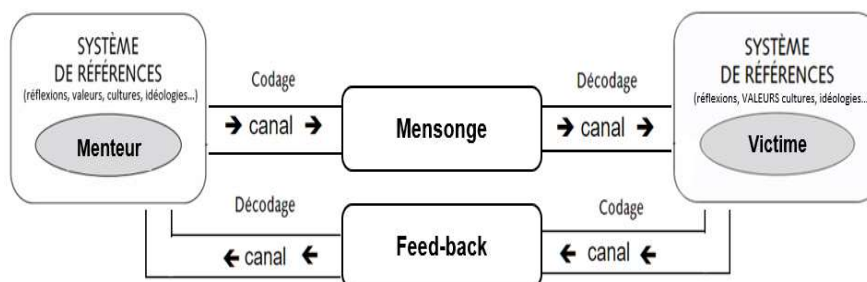 SYSTÈME
DE RÉFÉRENCES
(réflexions, valeurs, cultures, idéologies...)
Menteur
Codage
→ canal →
Mensonge
Décodage
→ canal →
SYSTÈME
DE RÉFÉRENCES
(réflexions, VALEURS cultures, idéologies...
Victime
Décodage
← canal ←
Feed-back
Codage
← canal ←